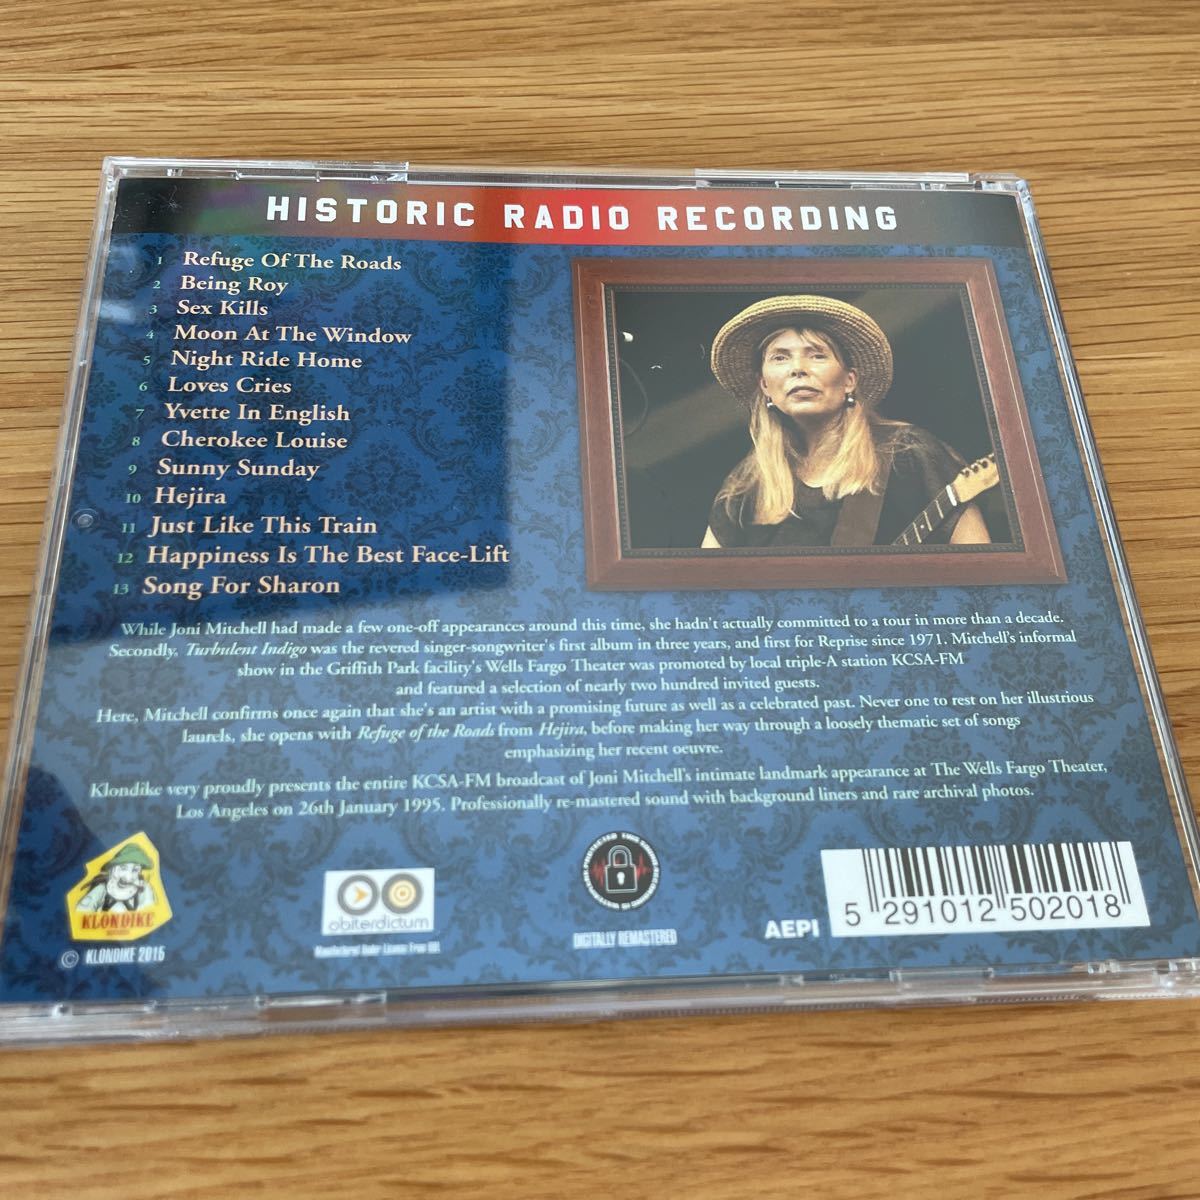 HISTORIC RADIO RECORDING
1 Refuge Of The Roads
2 Being Roy
3 Sex Kills
4 Moon At The Window
5 Night Ride Home
6 Loves Cries
7 Yvette In English
8 Cherokee Louise
9 Sunny Sunday
10 Hejira
11 Just Like This Train
12 Happiness Is The Best Face-Lift
13 Song For Sharon
While Joni Mitchell had made a few one-off appearances around this time, she hadn't actually committed to a tour in more than a decade.
Secondly, Turbulent Indigo was the revered singer-songwriter's first album in three years, and first for Reprise since 1971. Mitchell's informal
show in the Griffith Park facility's Wells Fargo Theater was promoted by local triple-A station KCSA-FM
and featured a selection of nearly two hundred invited guests.
Here, Mitchell confirms once again that she's an artist with a promising future as well as a celebrated past. Never one to rest on her illustrious
laurels, she opens with Refuge of the Roads from Hejira, before making her way through a loosely thematic set of songs
emphasizing her recent oeuvre.
Klondike very proudly presents the entire KCSA-FM broadcast of Joni Mitchell's intimate landmark appearance at The Wells Fargo Theater,
Los Angeles on 26th January 1995. Professionally re-mastered sound with background liners and rare archival photos.
KLONDIKE
© KLONDIKE 2015
obiterdictum
Manufactured Under License From OBL
DIGITALLY REMASTERED
AEPI
5 291012 502018